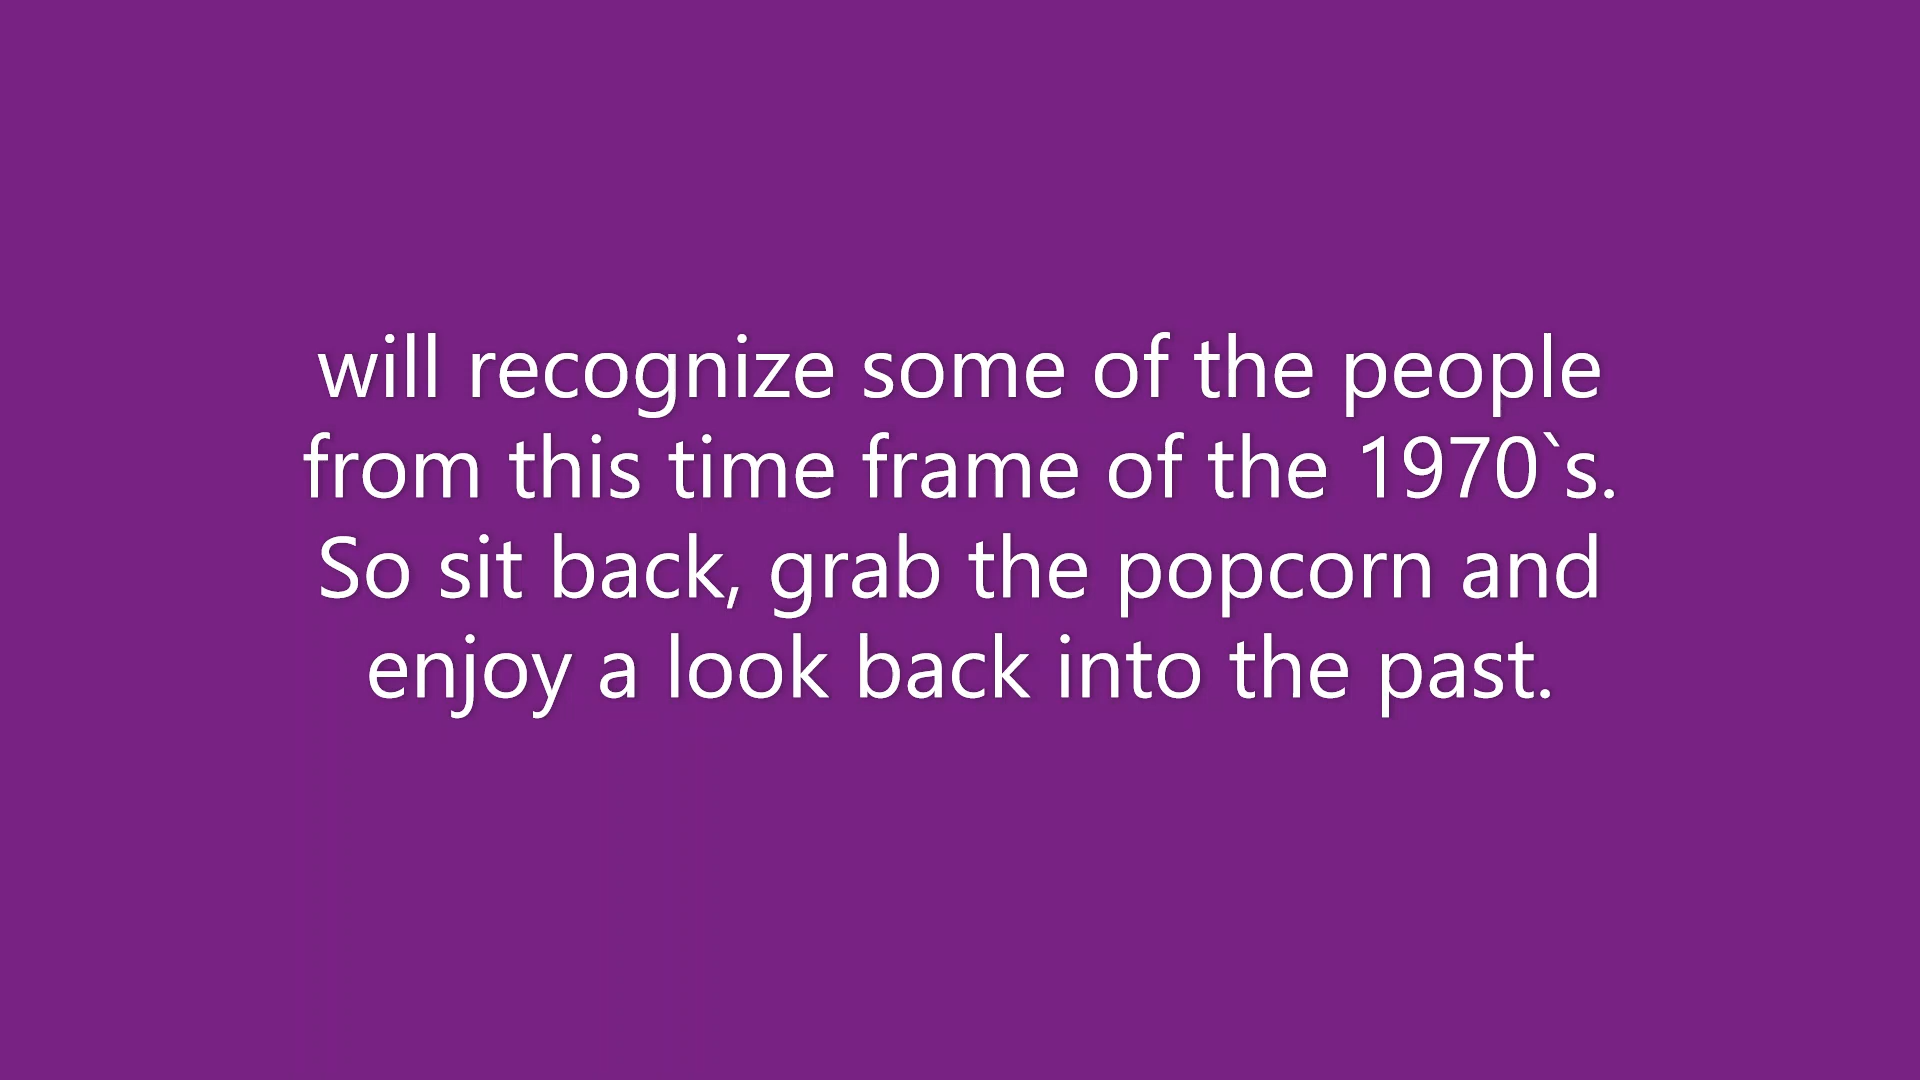 will recognize some of the people
from this time frame of the 1970`s.
So sit back, grab the popcorn and
enjoy a look back into the past.